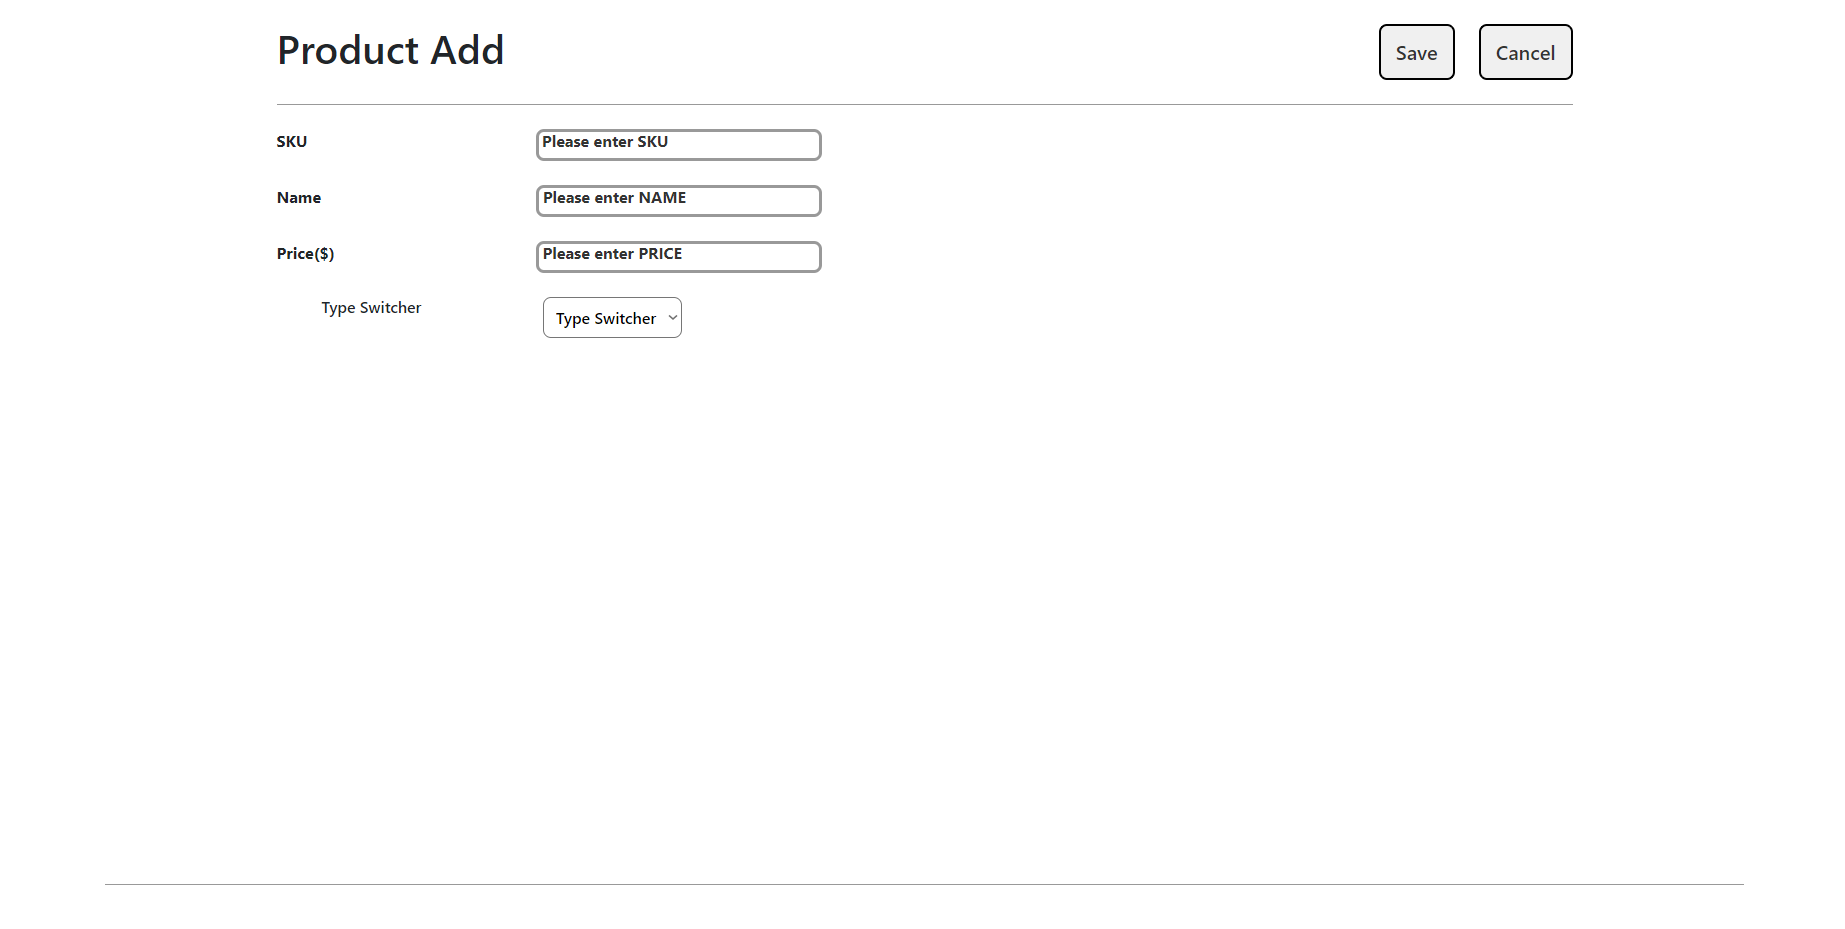 Product Add
Save
Cancel
SKU
Please enter SKU
Name
Please enter NAME
Price($)
Please enter PRICE
Type Switcher
Type Switcher